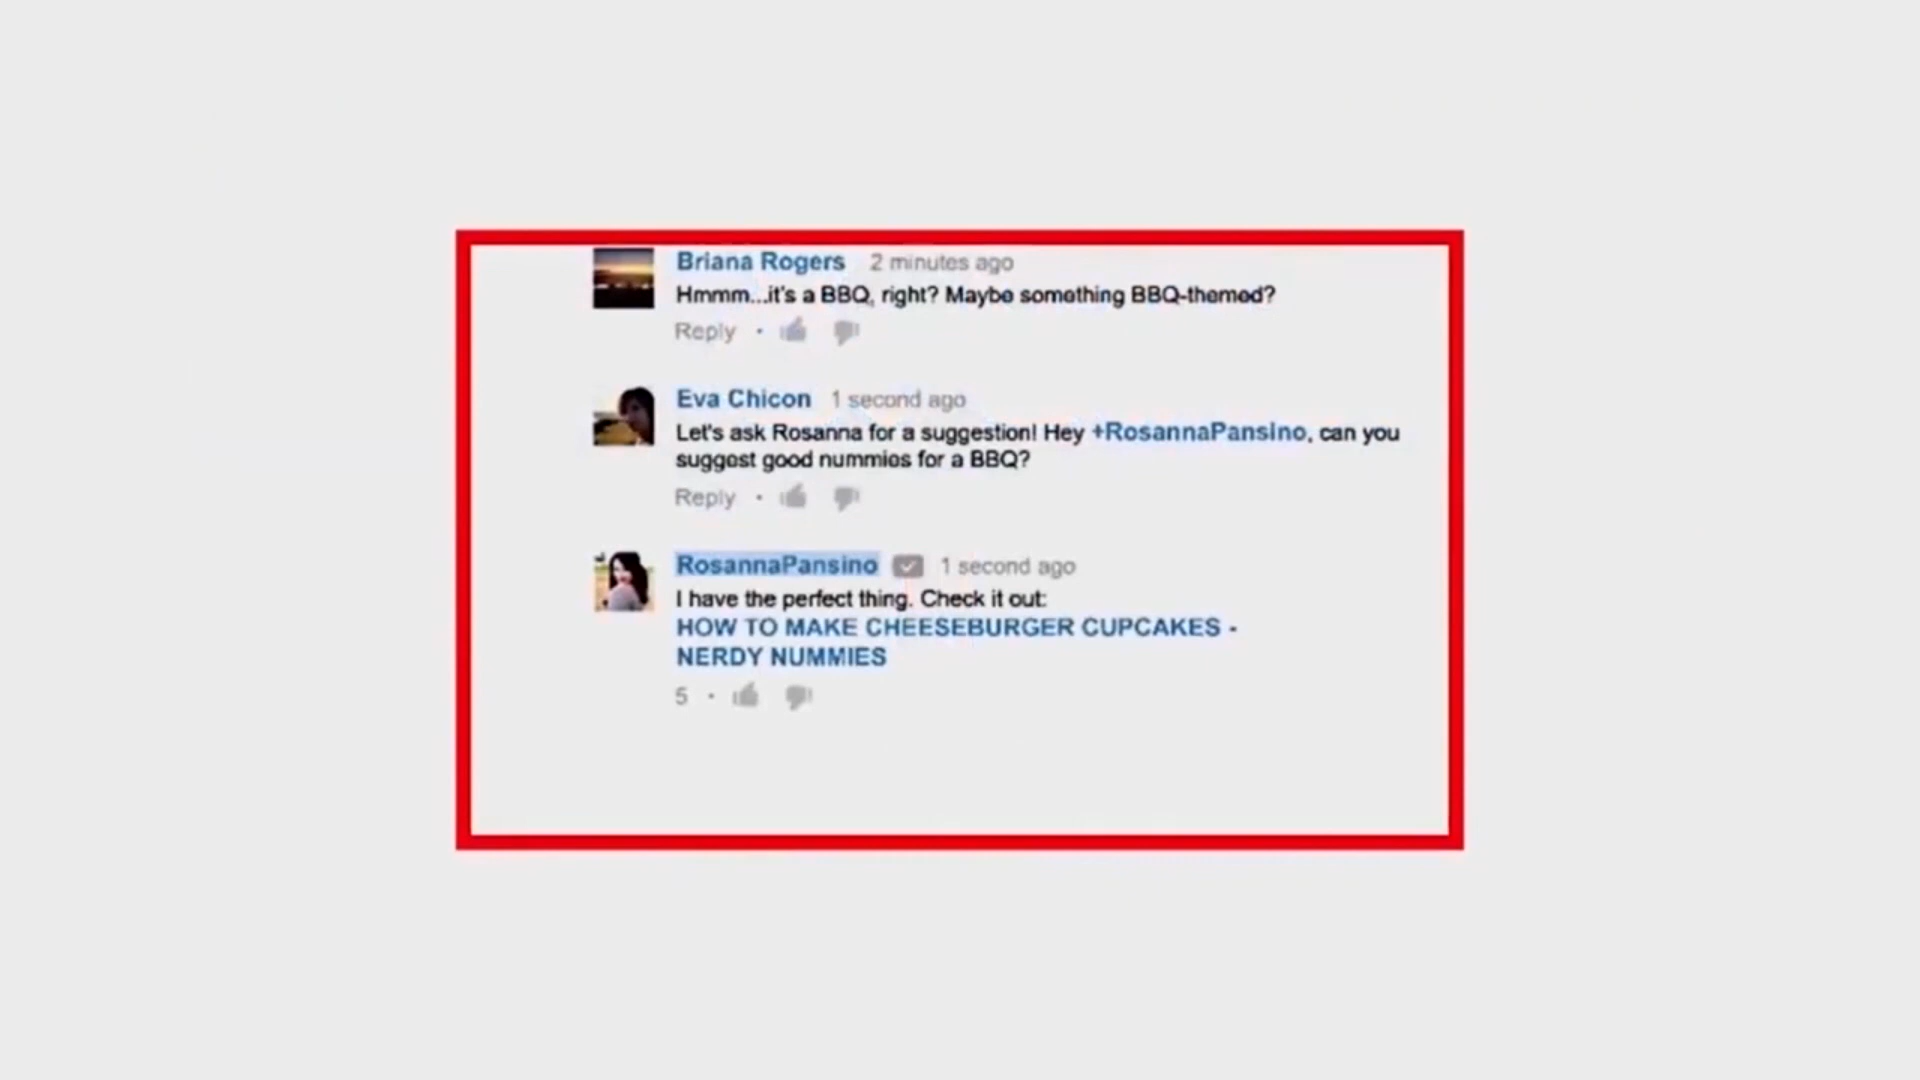 Briana Rogers 2 minutes ago
Hmmm...it's a BBQ, right? Maybe something BBQ-themed?
Reply ·
Eva Chicon 1 second ago
Let's ask Rosanna for a suggestion! Hey +RosannaPansino, can you
suggest good nummies for a BBQ?
Reply ·
RosannaPansino 1 second ago
I have the perfect thing. Check it out:
HOW TO MAKE CHEESEBURGER CUPCAKES -
NERDY NUMMIES
5 ·